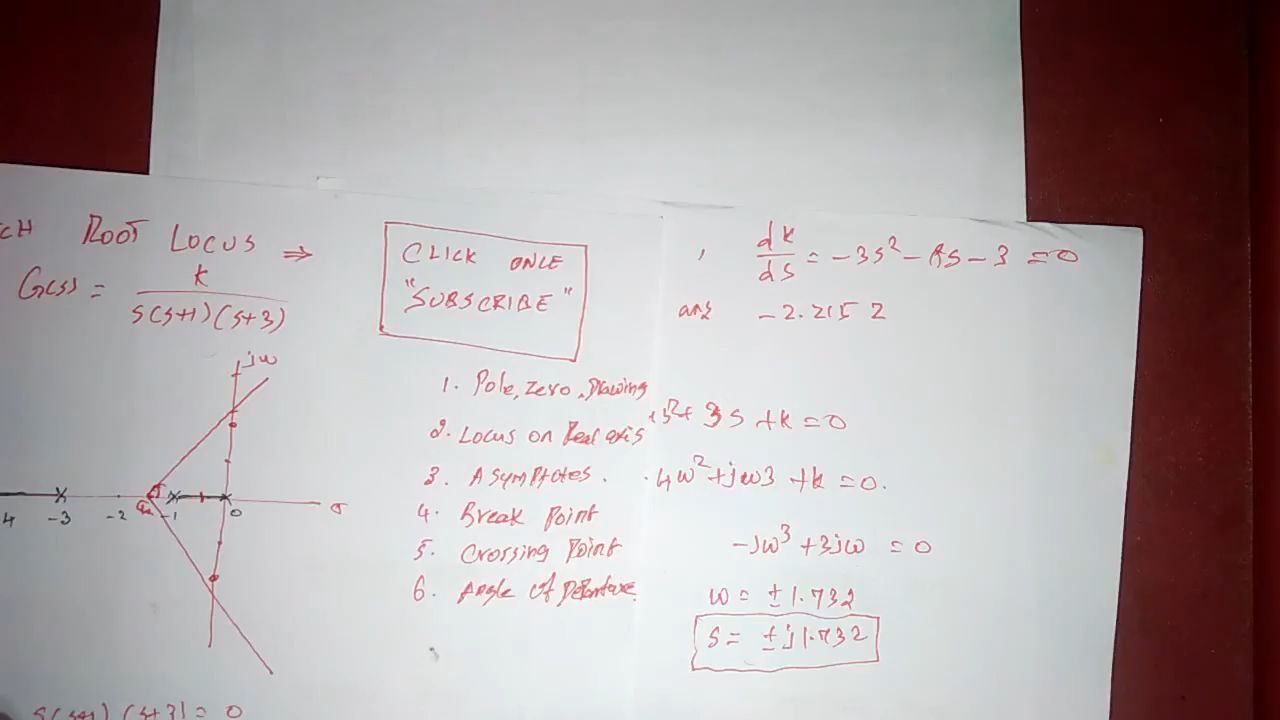 CH ROOT LOCUS ⇒
G(s) = K / S(S+1)(S+3)
CLICK ONCE
"SUBSCRIBE"
1. Pole, Zero, Drawing
2. Locus on Real axis
3. Asymptotes.
4. Break Point
5. Crossing Point
6. Angle of Departure
jω
-4 -3 -2 -1 0 σ
S(S+1)(S+3) = 0
, dK/dS = -3S² - 8S - 3 = 0
ans -2.2152
S² + 3S + K = 0
4ω² + jω3 + K = 0.
-jω³ + 3jω = 0
ω = ±1.732
S = ±j1.732